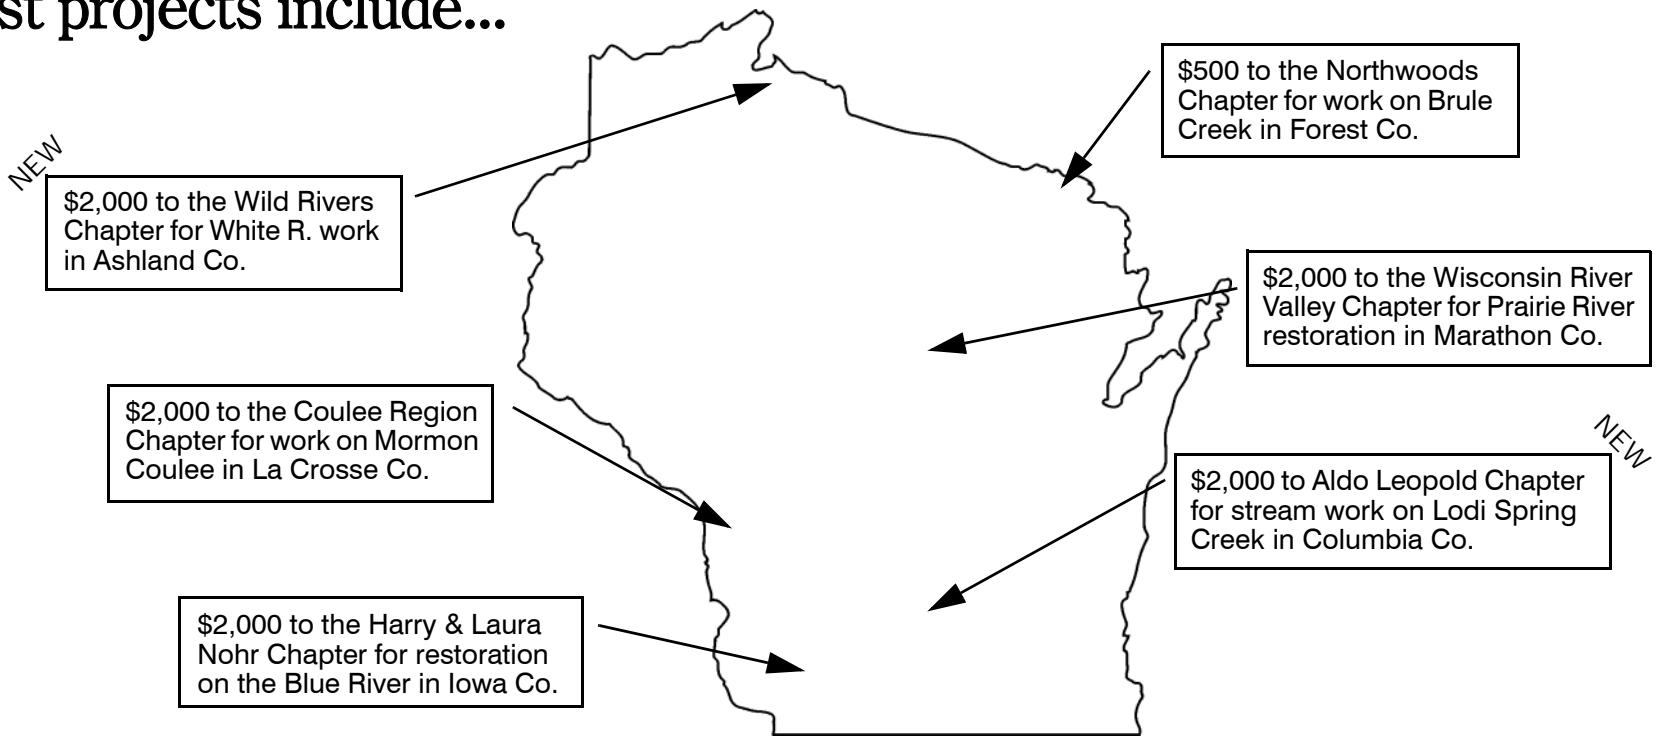 st projects include...
$500 to the Northwoods
Chapter for work on Brule
Creek in Forest Co.
NEW
$2,000 to the Wild Rivers
Chapter for White R. work
in Ashland Co.
$2,000 to the Wisconsin River
Valley Chapter for Prairie River
restoration in Marathon Co.
$2,000 to the Coulee Region
Chapter for work on Mormon
Coulee in La Crosse Co.
NEW
$2,000 to Aldo Leopold Chapter
for stream work on Lodi Spring
Creek in Columbia Co.
$2,000 to the Harry & Laura
Nohr Chapter for restoration
on the Blue River in Iowa Co.